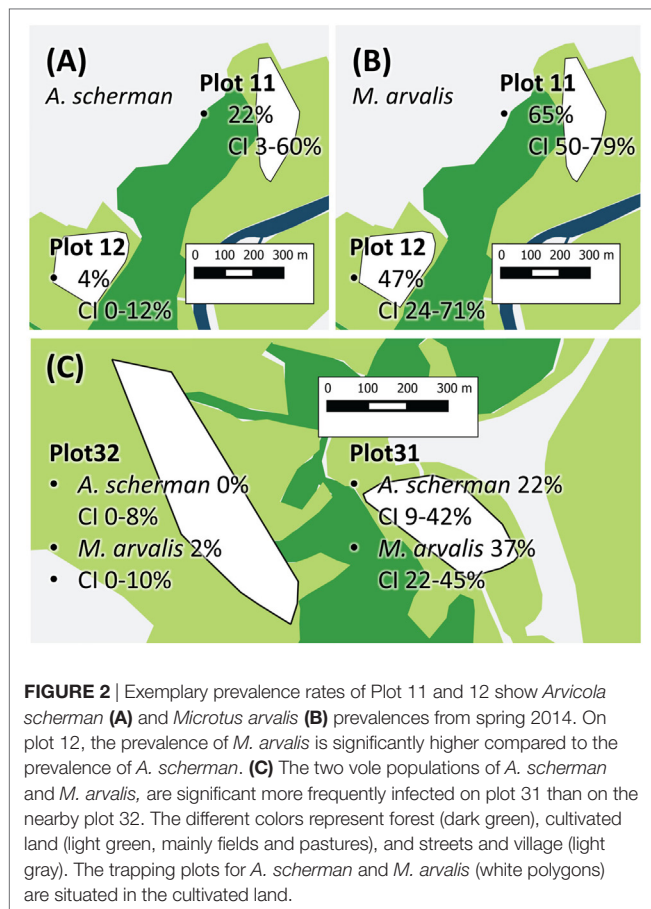 (A)
A. scherman
Plot 11
• 22%
CI 3-60%
Plot 12
• 4%
CI 0-12%
0 100 200 300 m
(B)
M. arvalis
Plot 11
• 65%
CI 50-79%
Plot 12
• 47%
CI 24-71%
0 100 200 300 m
(C)
0 100 200 300 m
Plot32
• A. scherman 0%
CI 0-8%
• M. arvalis 2%
• CI 0-10%
Plot31
• A. scherman 22%
CI 9-42%
• M. arvalis 37%
CI 22-45%
FIGURE 2 | Exemplary prevalence rates of Plot 11 and 12 show Arvicola
scherman (A) and Microtus arvalis (B) prevalences from spring 2014. On
plot 12, the prevalence of M. arvalis is significantly higher compared to the
prevalence of A. scherman. (C) The two vole populations of A. scherman
and M. arvalis, are significant more frequently infected on plot 31 than on the
nearby plot 32. The different colors represent forest (dark green), cultivated
land (light green, mainly fields and pastures), and streets and village (light
gray). The trapping plots for A. scherman and M. arvalis (white polygons)
are situated in the cultivated land.